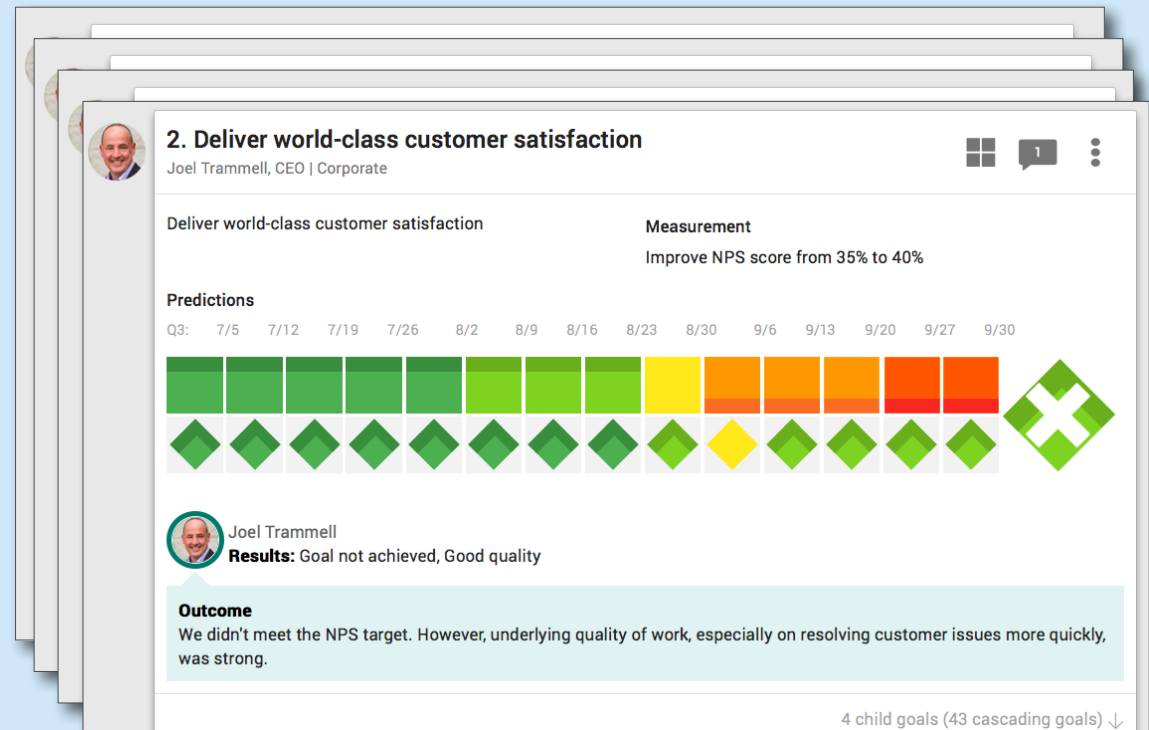 2. Deliver world-class customer satisfaction
Joel Trammell, CEO | Corporate
1
Deliver world-class customer satisfaction
Measurement
Improve NPS score from 35% to 40%
Predictions
Q3: 7/5 7/12 7/19 7/26 8/2 8/9 8/16 8/23 8/30 9/6 9/13 9/20 9/27 9/30
Joel Trammell
Results: Goal not achieved, Good quality
Outcome
We didn't meet the NPS target. However, underlying quality of work, especially on resolving customer issues more quickly,
was strong.
4 child goals (43 cascading goals)